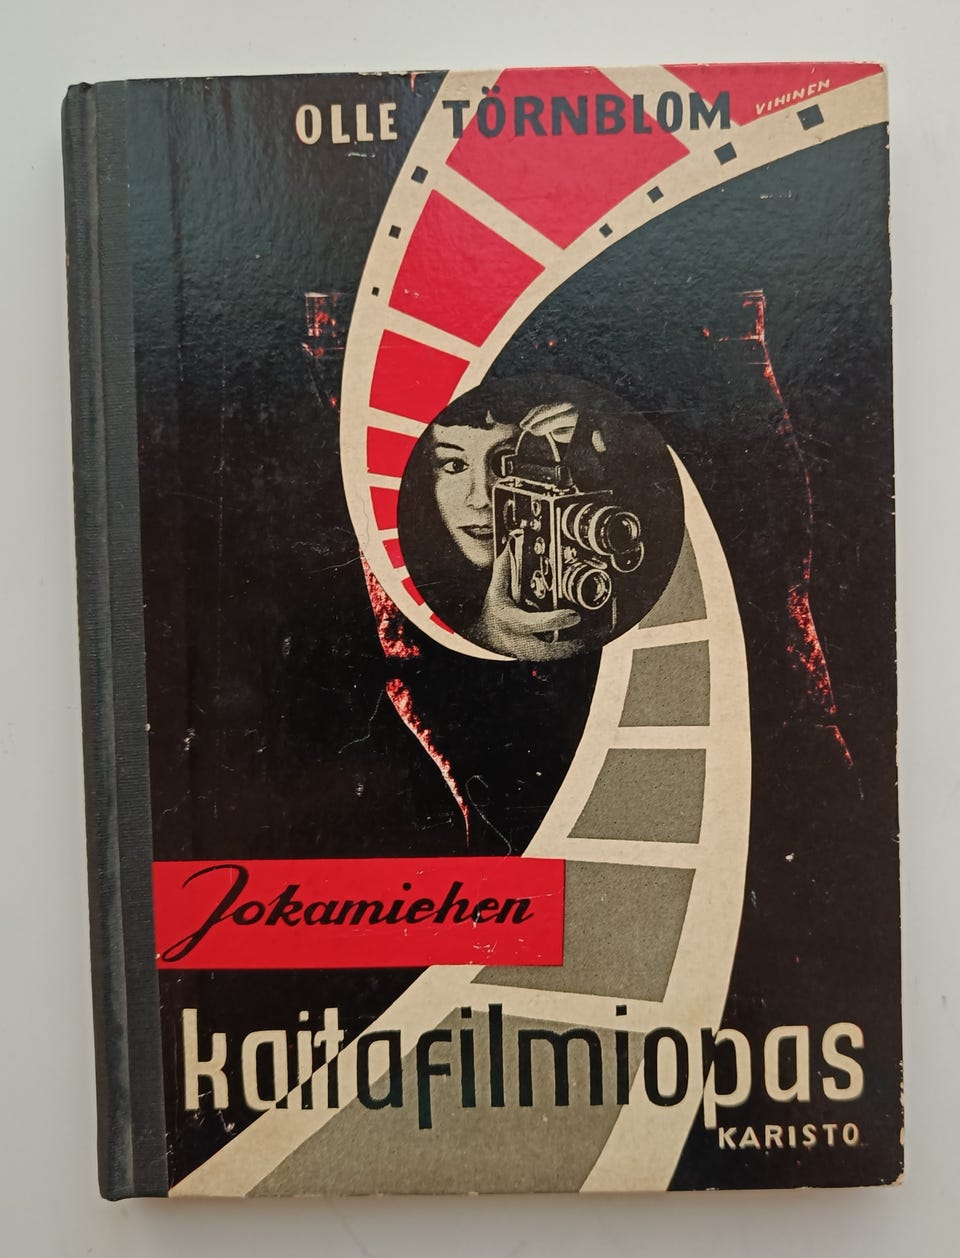 OLLE TÖRNBLOM
VIHINEN
Jokamiehen
kaitafilmiopas
KARISTO